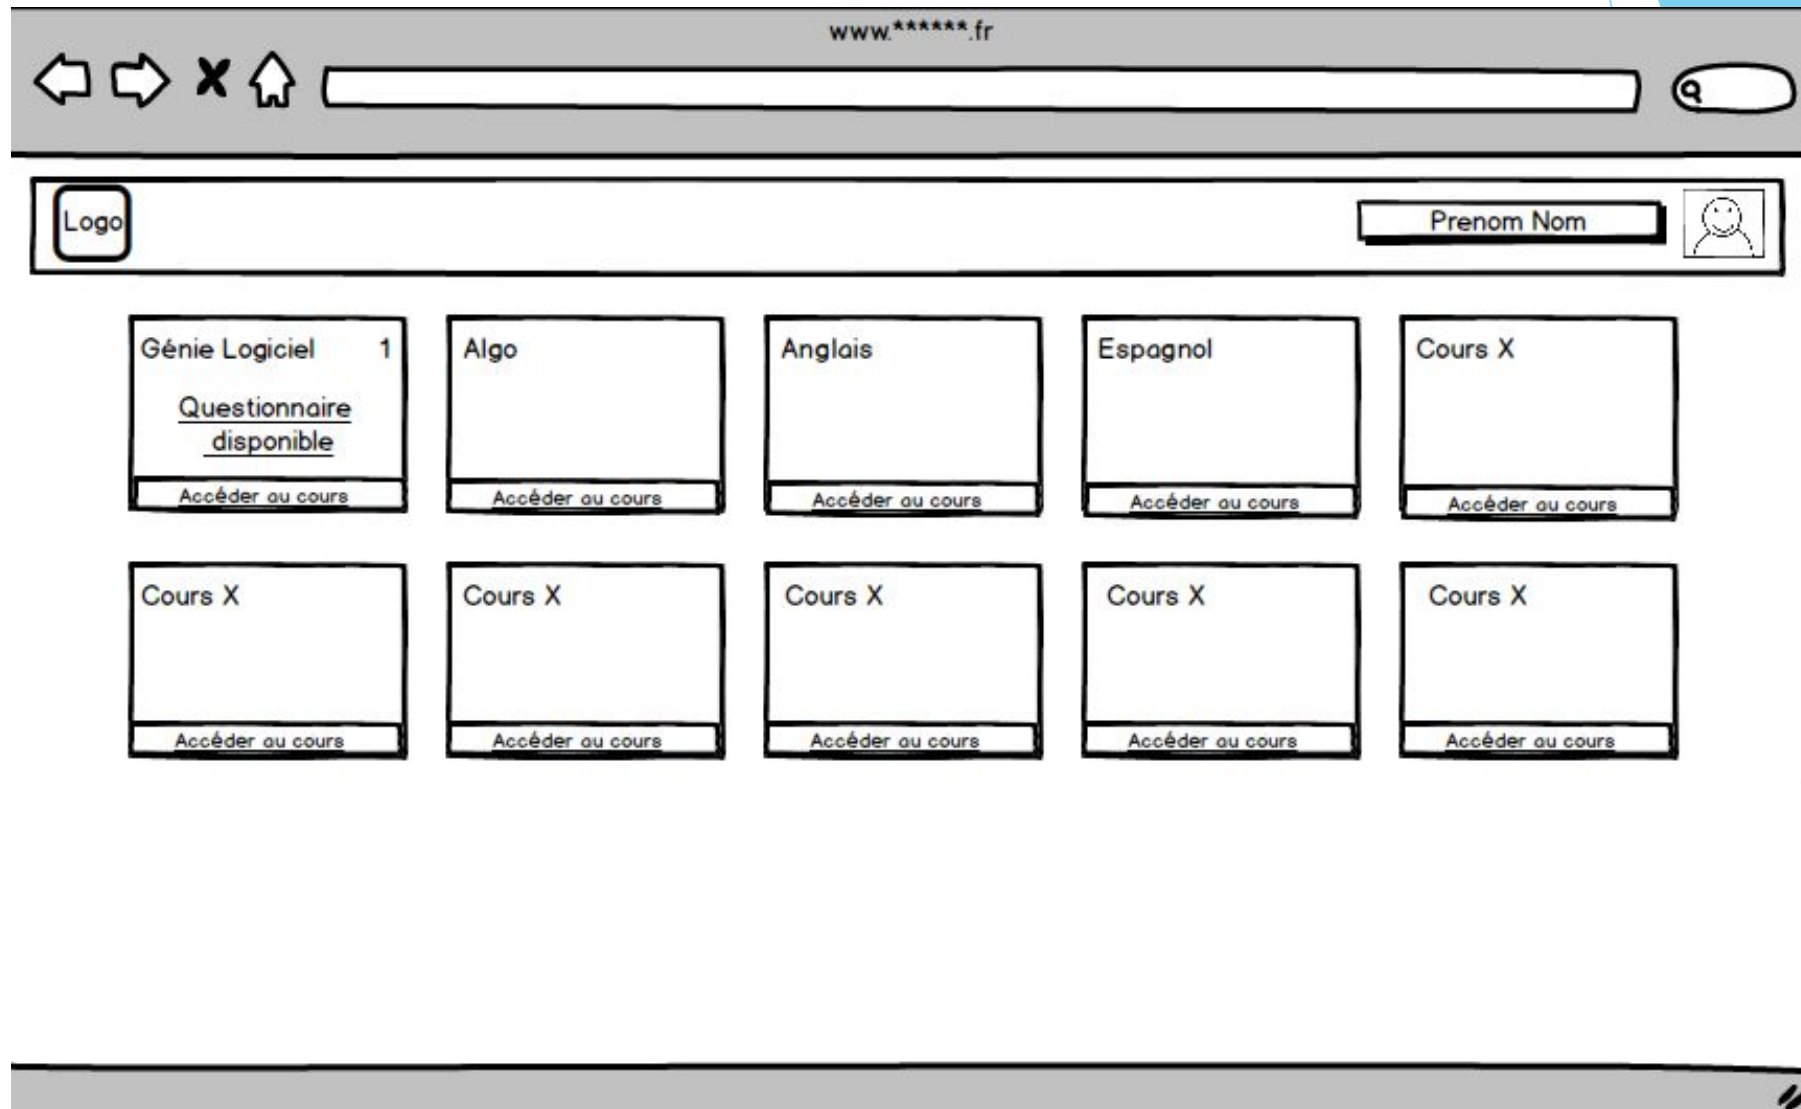 www.******.fr
Logo
Prenom Nom
Génie Logiciel 1
Questionnaire
disponible
Accéder au cours
Algo
Accéder au cours
Anglais
Accéder au cours
Espagnol
Accéder au cours
Cours X
Accéder au cours
Cours X
Accéder au cours
Cours X
Accéder au cours
Cours X
Accéder au cours
Cours X
Accéder au cours
Cours X
Accéder au cours